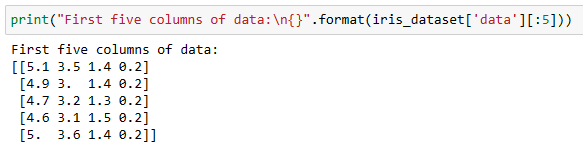 print("First five columns of data:\n{}".format(iris_dataset['data'][:5]))
First five columns of data:
[[5.1 3.5 1.4 0.2]
 [4.9 3.  1.4 0.2]
 [4.7 3.2 1.3 0.2]
 [4.6 3.1 1.5 0.2]
 [5.  3.6 1.4 0.2]]